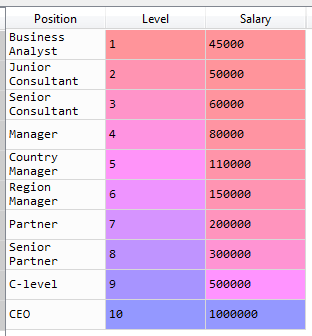 Position Level Salary
Business Analyst 1 45000
Junior Consultant 2 50000
Senior Consultant 3 60000
Manager 4 80000
Country Manager 5 110000
Region Manager 6 150000
Partner 7 200000
Senior Partner 8 300000
C-level 9 500000
CEO 10 1000000